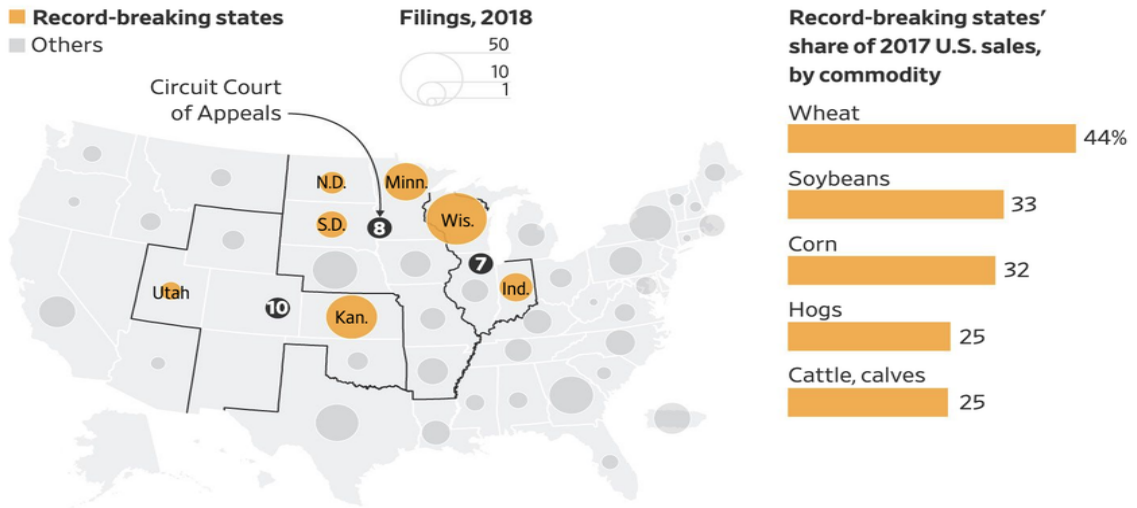 Record-breaking states
Others
Filings, 2018
50
10
1
Circuit Court
of Appeals
N.D.
Minn.
S.D.
8
Wis.
7
Utah
Ind.
10
Kan.
Record-breaking states’
share of 2017 U.S. sales,
by commodity
Wheat
44%
Soybeans
33
Corn
32
Hogs
25
Cattle, calves
25